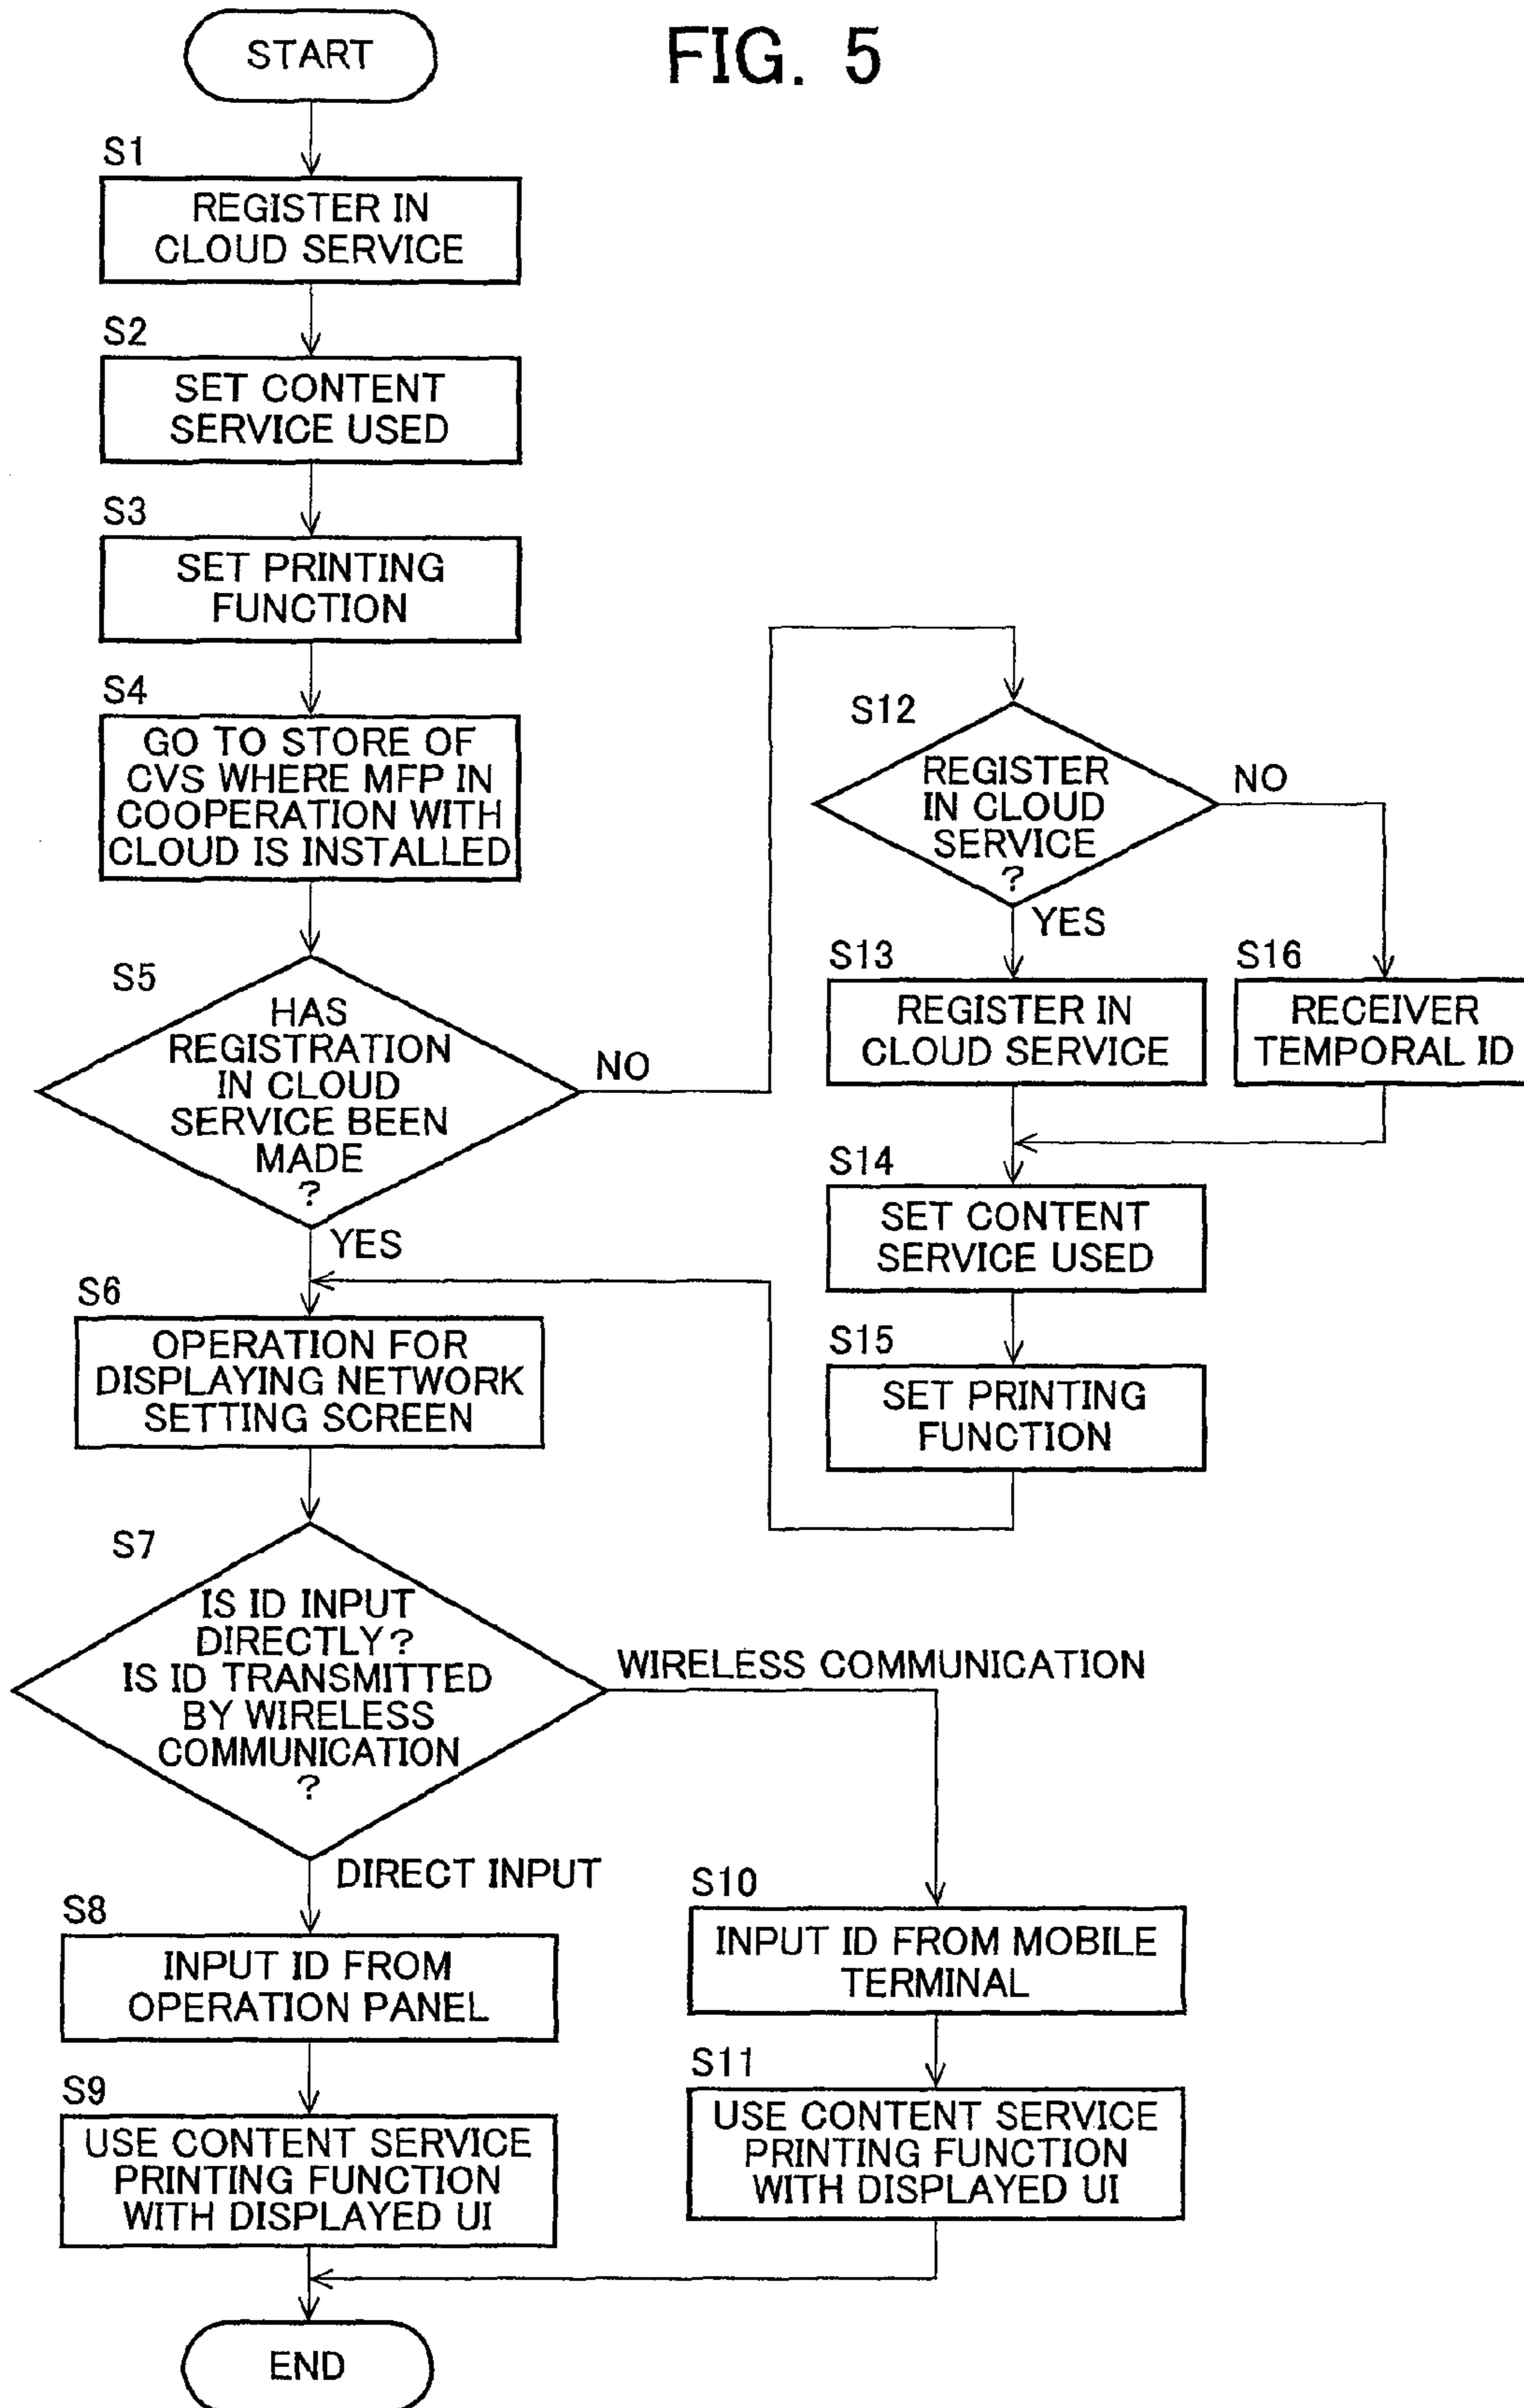 FIG. 5
START
S1
REGISTER IN
CLOUD SERVICE
S2
SET CONTENT
SERVICE USED
S3
SET PRINTING
FUNCTION
S4
GO TO STORE OF
CVS WHERE MFP IN
COOPERATION WITH
CLOUD IS INSTALLED
S5
HAS
REGISTRATION
IN CLOUD
SERVICE BEEN
MADE
?
NO
YES
S6
OPERATION FOR
DISPLAYING NETWORK
SETTING SCREEN
S7
IS ID INPUT
DIRECTLY?
IS ID TRANSMITTED
BY WIRELESS
COMMUNICATION
?
WIRELESS COMMUNICATION
DIRECT INPUT
S8
INPUT ID FROM
OPERATION PANEL
S9
USE CONTENT SERVICE
PRINTING FUNCTION
WITH DISPLAYED UI
S10
INPUT ID FROM MOBILE
TERMINAL
S11
USE CONTENT SERVICE
PRINTING FUNCTION
WITH DISPLAYED UI
S12
REGISTER
IN CLOUD
SERVICE
?
NO
YES
S13
REGISTER IN
CLOUD SERVICE
S16
RECEIVER
TEMPORAL ID
S14
SET CONTENT
SERVICE USED
S15
SET PRINTING
FUNCTION
END